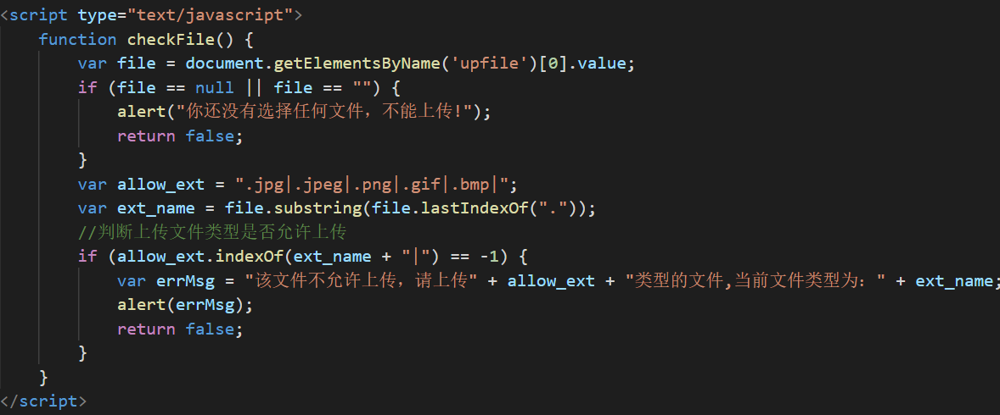 <script type="text/javascript">
    function checkFile() {
        var file = document.getElementsByName('upfile')[0].value;
        if (file == null || file == "") {
            alert("你还没有选择任何文件，不能上传!");
            return false;
        }
        var allow_ext = ".jpg|.jpeg|.png|.gif|.bmp|";
        var ext_name = file.substring(file.lastIndexOf("."));
        //判断上传文件类型是否允许上传
        if (allow_ext.indexOf(ext_name + "|") == -1) {
            var errMsg = "该文件不允许上传，请上传" + allow_ext + "类型的文件,当前文件类型为：" + ext_name;
            alert(errMsg);
            return false;
        }
    }
</script>